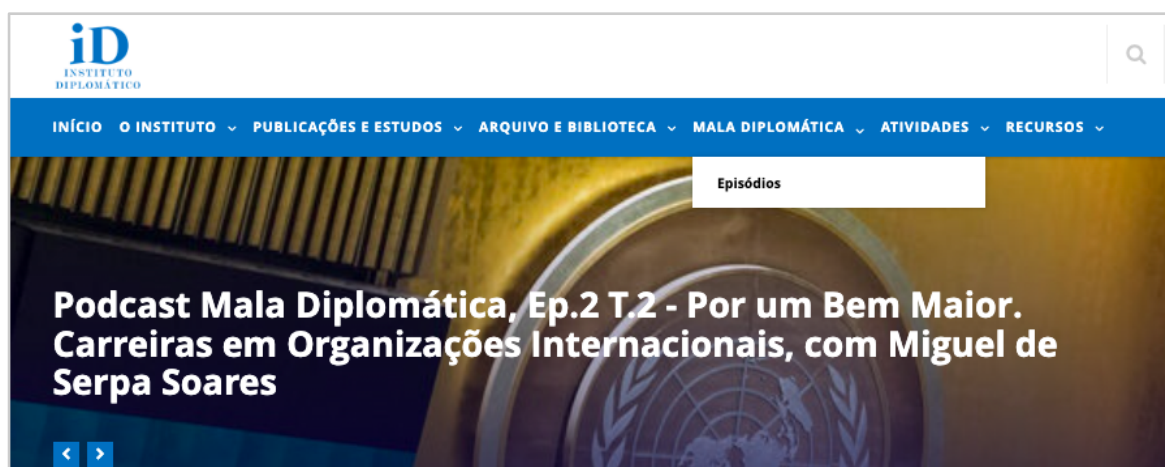 iD
INSTITUTO
DIPLOMÁTICO
INÍCIO O INSTITUTO PUBLICAÇÕES E ESTUDOS ARQUIVO E BIBLIOTECA MALA DIPLOMÁTICA ATIVIDADES RECURSOS
Episódios
Podcast Mala Diplomática, Ep.2 T.2 - Por um Bem Maior.
Carreiras em Organizações Internacionais, com Miguel de
Serpa Soares